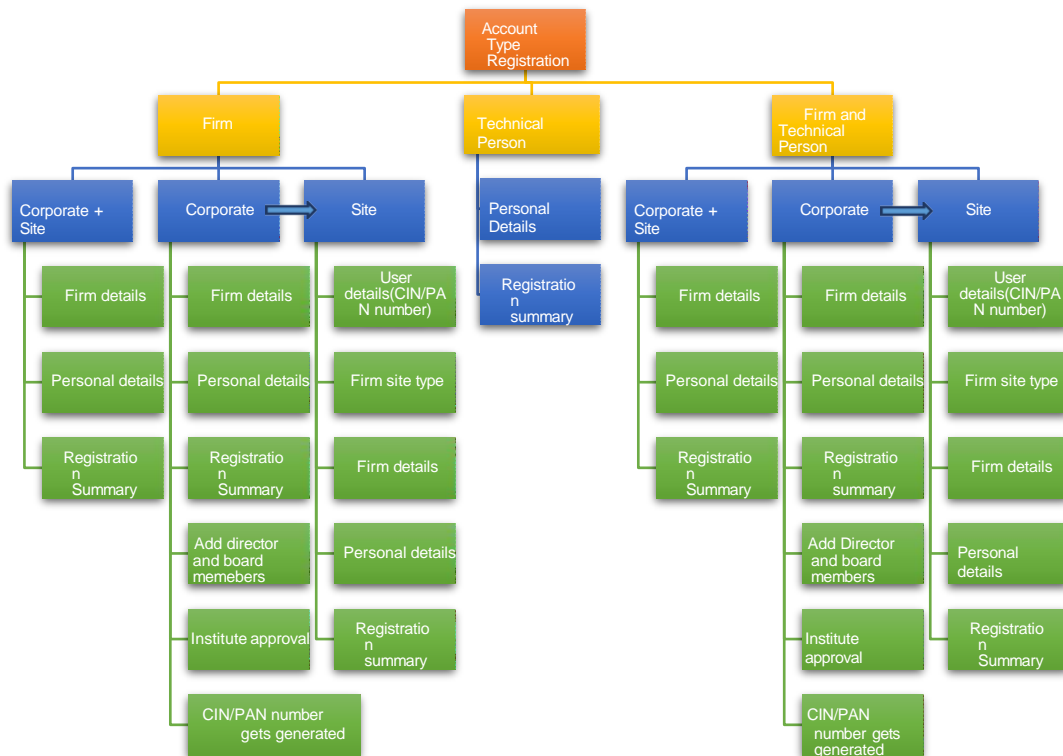 Account
Type
Registration
Firm
Technical
Person
Firm and
Technical
Person
Corporate +
Site
Corporate
Site
Personal
Details
Registratio
n
summary
Corporate +
Site
Corporate
Site
Firm details
Personal details
Registratio
n
Summary
Firm details
Personal details
Registratio
n
Summary
Add director
and board
memebers
Institute approval
CIN/PAN number
gets generated
User
details(CIN/PA
N number)
Firm site type
Firm details
Personal details
Registratio
n
summary
Firm details
Personal details
Registratio
n
Summary
Firm details
Personal details
Registratio
n
summary
Add Director
and board
members
Institute
approval
CIN/PAN
number gets
generated
User
details(CIN/PA
N number)
Firm site type
Firm details
Personal
details
Registratio
n
Summary